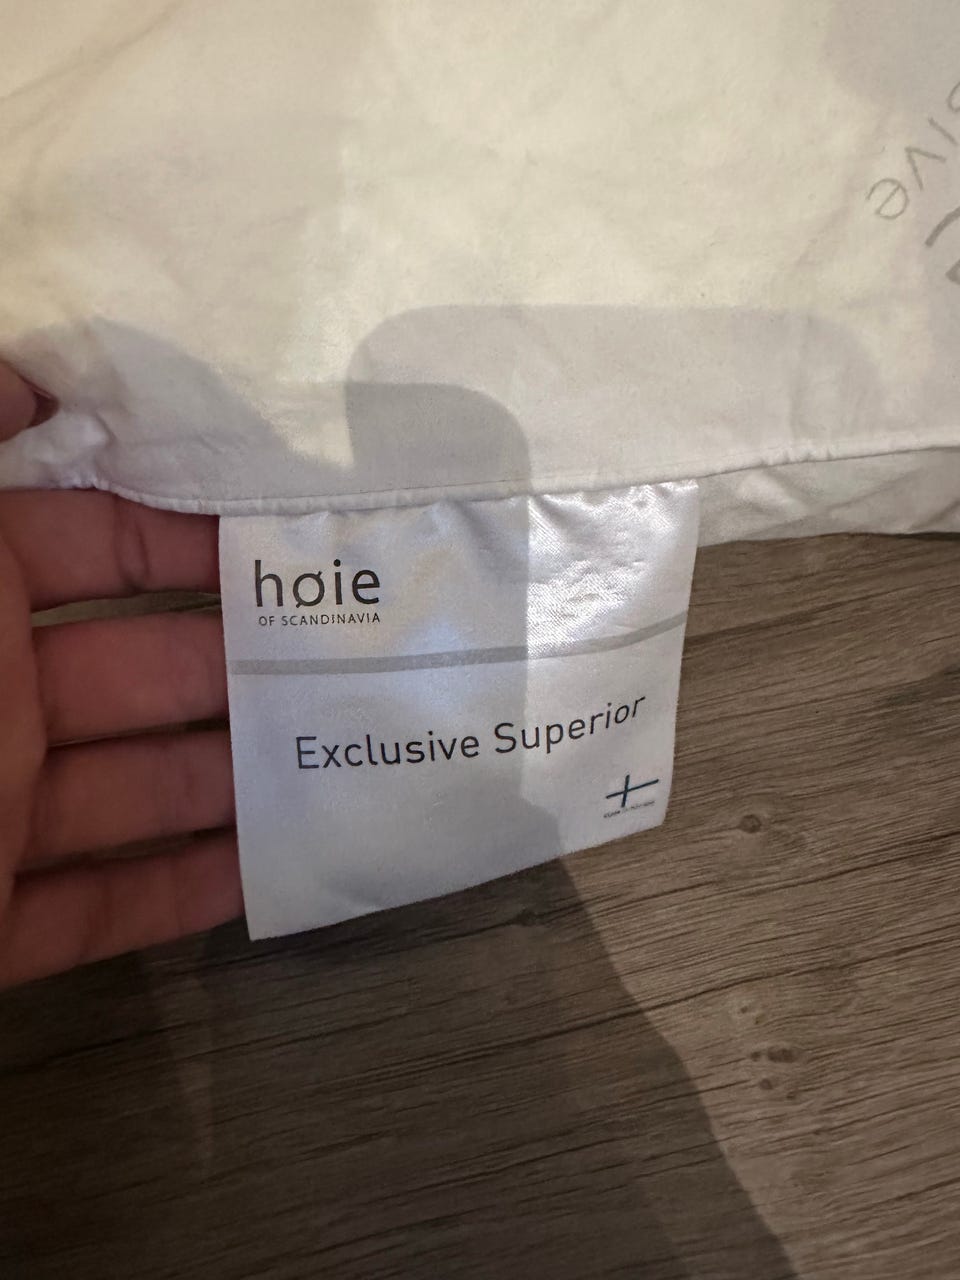 høie
OF SCANDINAVIA
Exclusive Superior